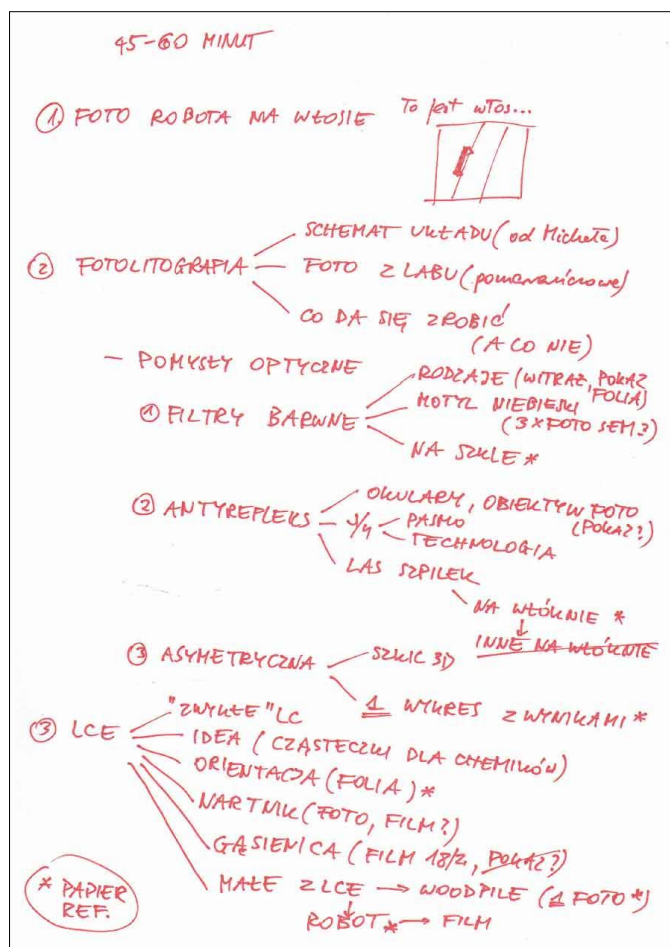 45-60 MINUT
① FOTO ROBOTA NA WŁOSIE
To jest włos...
② FOTOLITOGRAFIA
SCHEMAT UKŁADU (od Michała)
FOTO Z LABU (pomarańczowe)
CO DA SIĘ ZROBIĆ
(A CO NIE)
- POMYSŁY OPTYCZNE
① FILTRY BARWNE
RODZAJE (WITRAŻ, POKAZ
FOLIA)
MOTYL NIEBIESKI
(3 x FOTO SEM?)
NA SZKLE *
② ANTYREFLEKS
OKULARY, OBIEKTYW FOTO
(POKAZ?)
PASMO
TECHNOLOGIA
LAS SZPILEK
NA WŁÓKNIE *
↓
INNE NA WŁÓKNIE
③ ASYMETRYCZNA
SZKIC 3D
1 WYKRES Z WYNIKAMI *
③ LCE
"ZWYKŁE" LC
IDEA (CZĄSTECZKI DLA CHEMIKÓW)
ORIENTACJA (FOLIA) *
NARTNIK (FOTO, FILM?)
GĄSIENICA (FILM 18/2, POKAZ?)
MAŁE Z LCE → WOODPILE (1 FOTO *)
↓
ROBOT * → FILM
* PAPIER
REF.